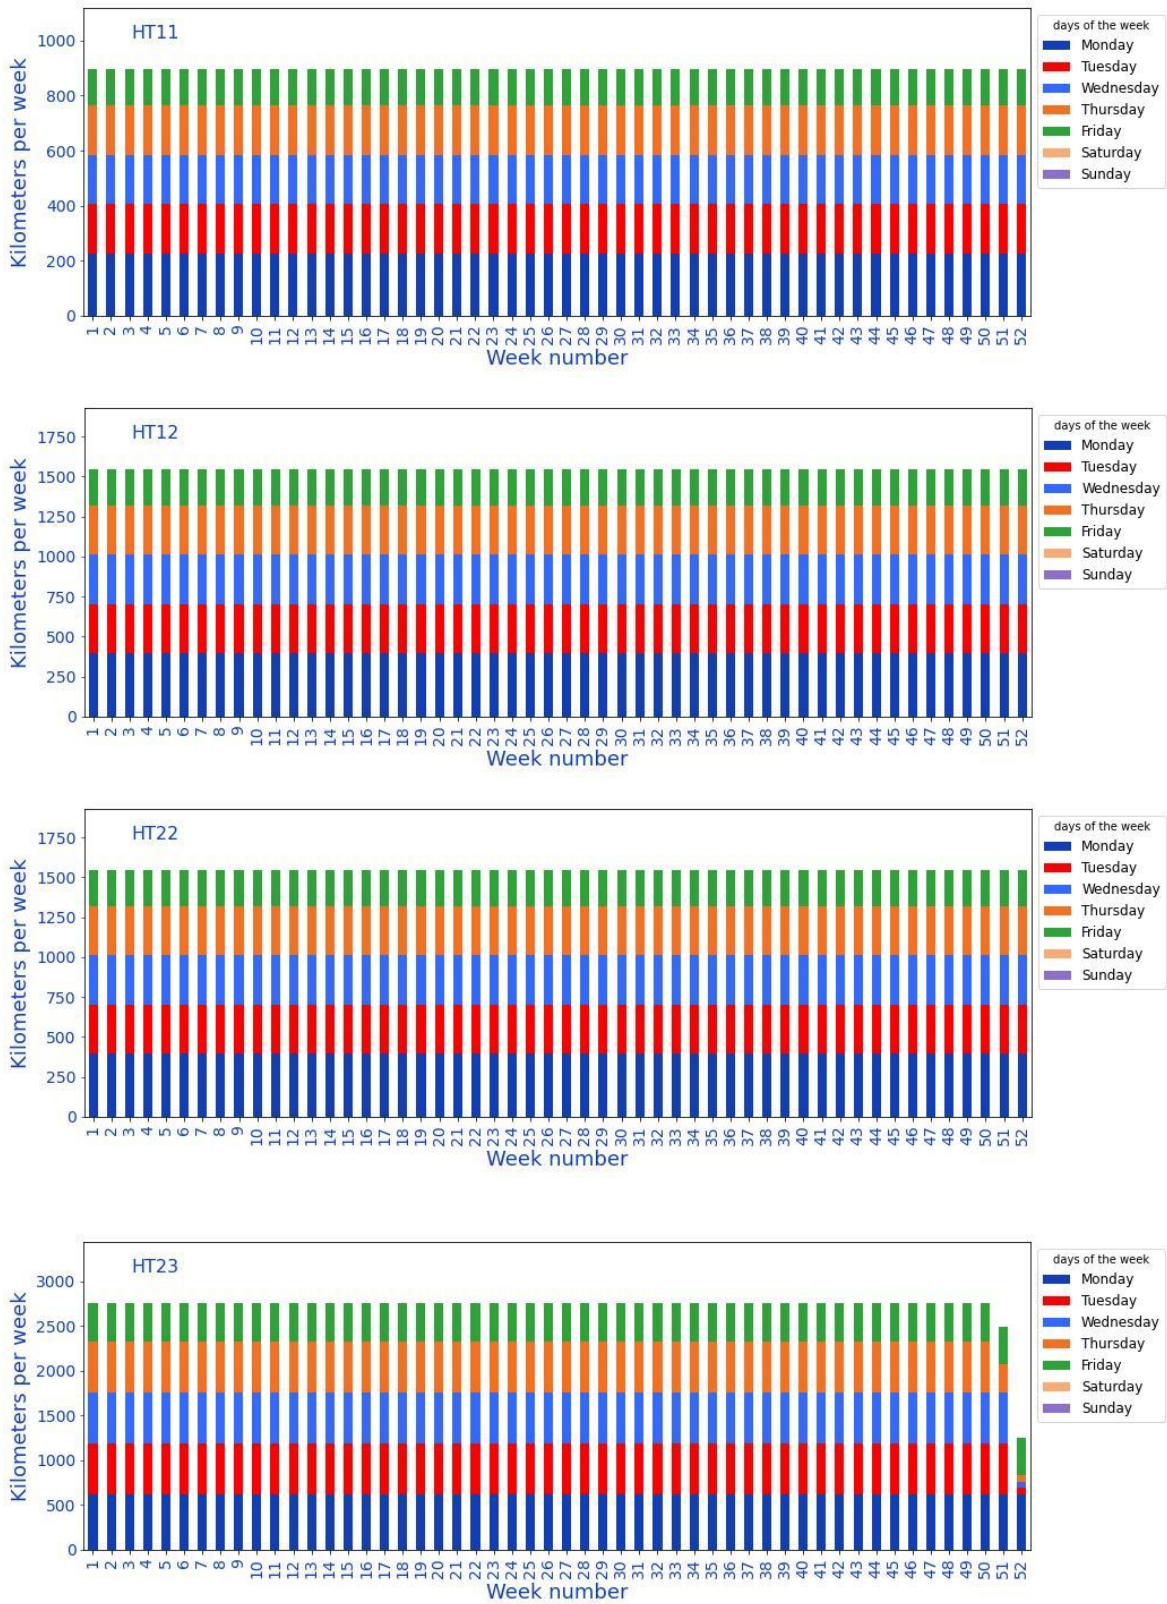 HT11
days of the week
Monday
Tuesday
Wednesday
Thursday
Friday
Saturday
Sunday
Kilometers per week
1000
800
600
400
200
0
1 2 3 4 5 6 7 8 9 10 11 12 13 14 15 16 17 18 19 20 21 22 23 24 25 26 27 28 29 30 31 32 33 34 35 36 37 38 39 40 41 42 43 44 45 46 47 48 49 50 51 52
Week number
HT12
days of the week
Monday
Tuesday
Wednesday
Thursday
Friday
Saturday
Sunday
Kilometers per week
1750
1500
1250
1000
750
500
250
0
1 2 3 4 5 6 7 8 9 10 11 12 13 14 15 16 17 18 19 20 21 22 23 24 25 26 27 28 29 30 31 32 33 34 35 36 37 38 39 40 41 42 43 44 45 46 47 48 49 50 51 52
Week number
HT22
days of the week
Monday
Tuesday
Wednesday
Thursday
Friday
Saturday
Sunday
Kilometers per week
1750
1500
1250
1000
750
500
250
0
1 2 3 4 5 6 7 8 9 10 11 12 13 14 15 16 17 18 19 20 21 22 23 24 25 26 27 28 29 30 31 32 33 34 35 36 37 38 39 40 41 42 43 44 45 46 47 48 49 50 51 52
Week number
HT23
days of the week
Monday
Tuesday
Wednesday
Thursday
Friday
Saturday
Sunday
Kilometers per week
3000
2500
2000
1500
1000
500
0
1 2 3 4 5 6 7 8 9 10 11 12 13 14 15 16 17 18 19 20 21 22 23 24 25 26 27 28 29 30 31 32 33 34 35 36 37 38 39 40 41 42 43 44 45 46 47 48 49 50 51 52
Week number